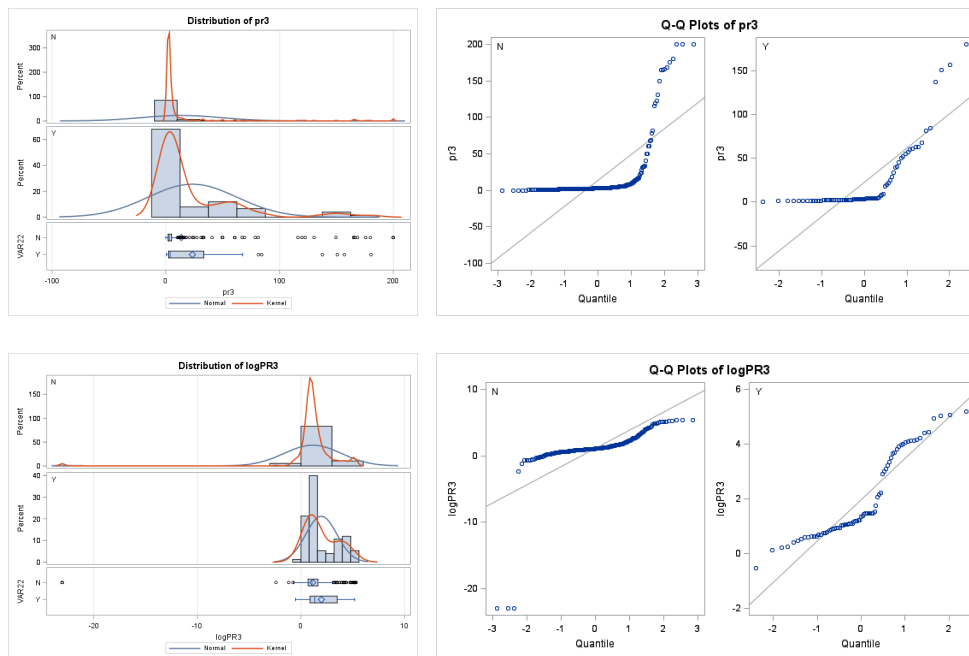 Distribution of pr3
N
300
200
100
0
Percent
Y
60
40
20
0
Percent
N
Y
VAR22
-100
0
100
200
pr3
Normal
Kernel
Q-Q Plots of pr3
N
Y
200
150
100
50
0
-50
-100
pr3
-3
-2
-1
0
1
2
3
Quantile
150
100
50
0
-50
pr3
-2
-1
0
1
2
Quantile
Distribution of logPR3
N
150
100
50
0
Percent
Y
40
30
20
10
0
Percent
N
Y
VAR22
-20
-10
0
10
logPR3
Normal
Kernel
Q-Q Plots of logPR3
N
Y
10
0
-10
-20
logPR3
-3
-2
-1
0
1
2
3
Quantile
6
4
2
0
-2
logPR3
-2
-1
0
1
2
Quantile